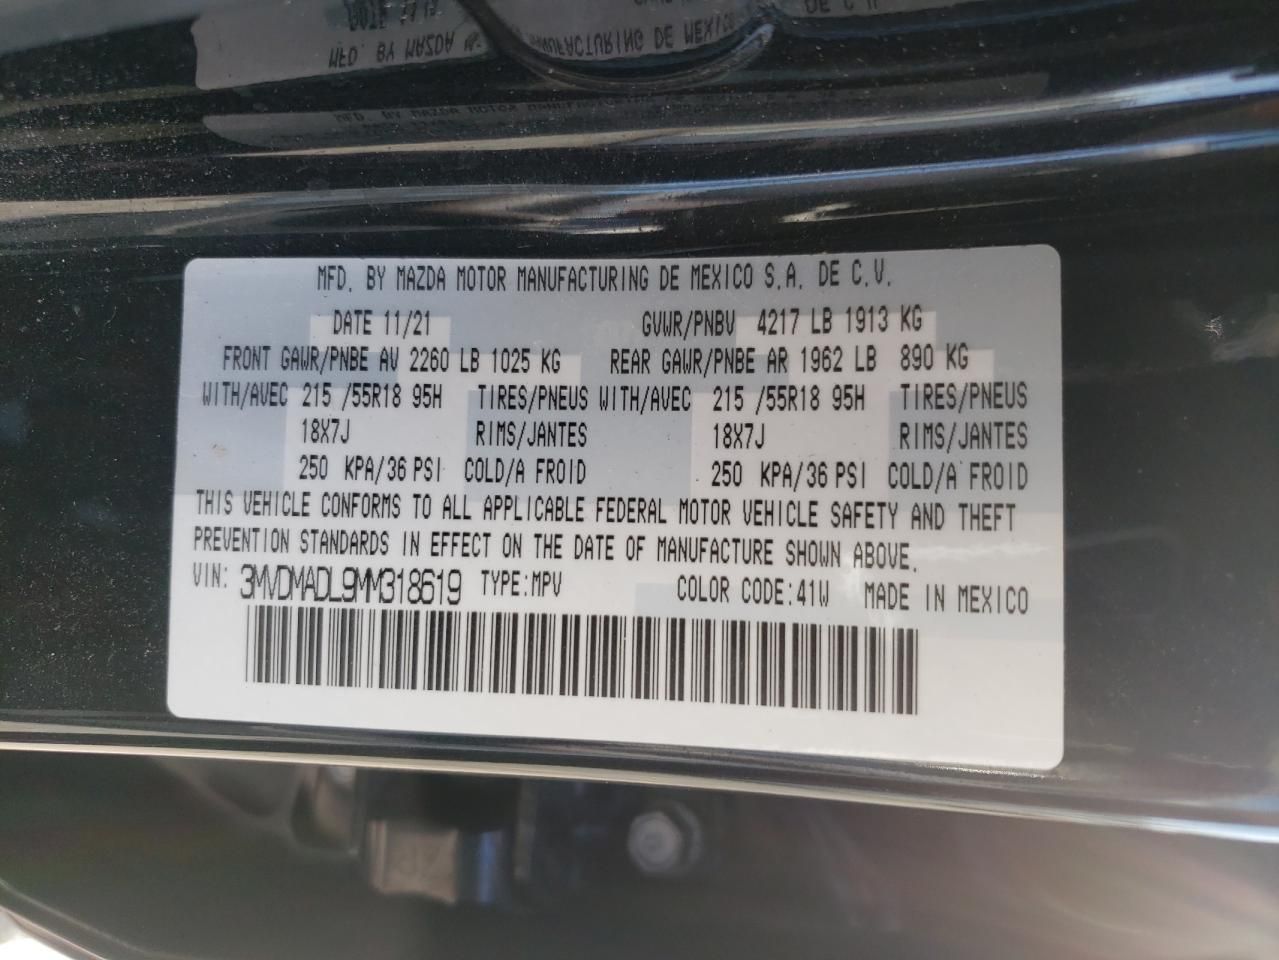 MFD. BY MAZDA MOTOR MANUFACTURING DE MEXICO S.A. DE C.V.
DATE 11/21 GVWR/PNBV 4217 LB 1913 KG
FRONT GAWR/PNBE AV 2260 LB 1025 KG REAR GAWR/PNBE AR 1962 LB 890 KG
WITH/AVEC 215 /55R18 95H TIRES/PNEUS WITH/AVEC 215 /55R18 95H TIRES/PNEUS
18X7J RIMS/JANTES 18X7J RIMS/JANTES
250 KPA/36 PSI COLD/A FROID 250 KPA/36 PSI COLD/A FROID
THIS VEHICLE CONFORMS TO ALL APPLICABLE FEDERAL MOTOR VEHICLE SAFETY AND THEFT
PREVENTION STANDARDS IN EFFECT ON THE DATE OF MANUFACTURE SHOWN ABOVE.
VIN: 3MVDMADL9MM318619 TYPE:MPV COLOR CODE:41W MADE IN MEXICO